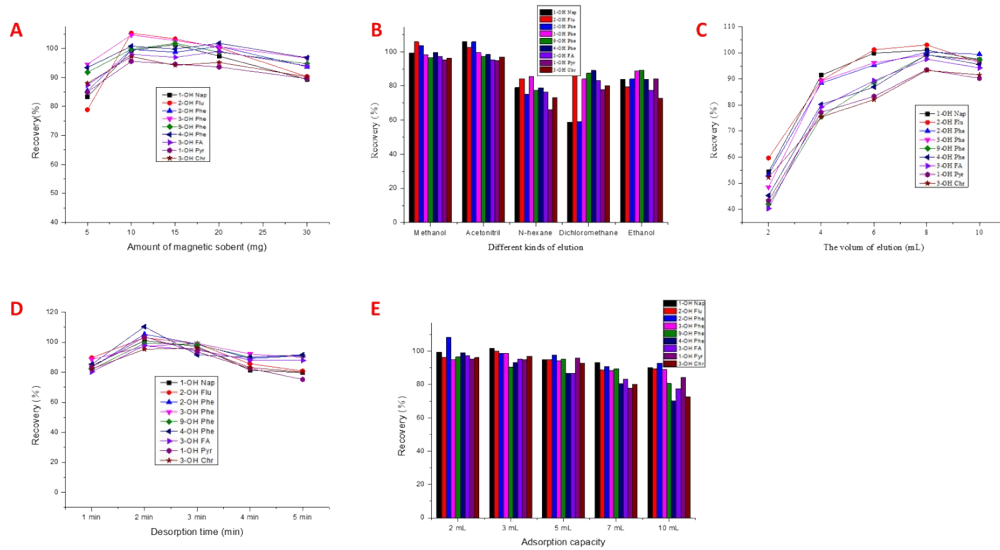 A
Recovery(%)
120
100
80
60
40
1-OH Nap
2-OH Flu
2-OH Phe
3-OH Phe
9-OH Phe
4-OH Phe
3-OH FA
1-OH Pyr
3-OH Chr
5
10
15
20
25
30
Amount of magnetic sobent (mg)
B
Recovery (%)
120
100
80
60
40
20
0
1-OH Nap
2-OH Flu
2-OH Phe
3-OH Phe
9-OH Phe
4-OH Phe
3-OH FA
1-OH Pyr
3-OH Chr
Methanol
Acetonitril
N-hexane
Dichloromethane
Ethanol
Different kinds of elution
C
Recovery (%)
110
100
90
80
70
60
50
40
1-OH Nap
2-OH Flu
2-OH Phe
3-OH Phe
9-OH Phe
4-OH Phe
3-OH FA
1-OH Pyr
3-OH Chr
2
4
6
8
10
The volum of elution (mL)
D
Recovery (%)
120
100
80
60
40
20
0
1-OH Nap
2-OH Flu
2-OH Phe
3-OH Phe
9-OH Phe
4-OH Phe
3-OH FA
1-OH Pyr
3-OH Chr
1 min
2 min
3 min
4 min
5 min
Desorption time (min)
E
Recovery (%)
120
100
80
60
40
20
0
1-OH Nap
2-OH Flu
2-OH Phe
3-OH Phe
9-OH Phe
4-OH Phe
3-OH FA
1-OH Pyr
3-OH Chr
2 mL
3 mL
5 mL
7 mL
10 mL
Adsorption capacity